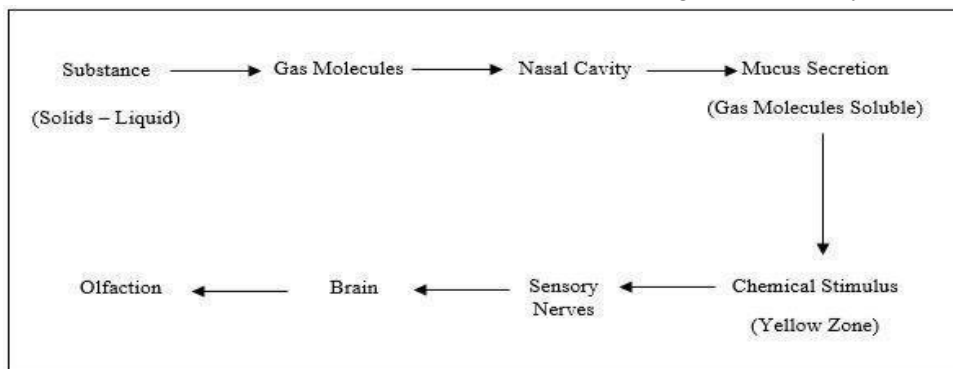 Substance
Gas Molecules
Nasal Cavity
Mucus Secretion
(Solids – Liquid)
(Gas Molecules Soluble)
Chemical Stimulus
(Yellow Zone)
Sensory
Nerves
Brain
Olfaction